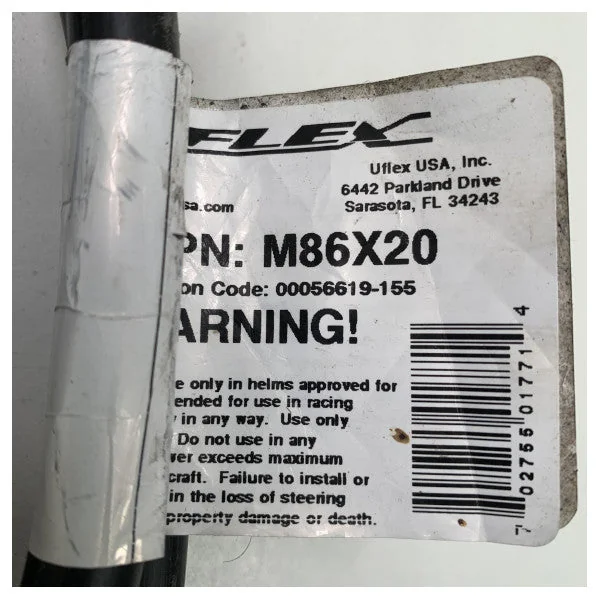 FLEX
Uflex USA, Inc.
6442 Parkland Drive
sa.com Sarasota, FL 34243
PN: M86X20
on Code: 00056619-155
ARNING!
e only in helms approved for
ended for use in racing
in any way. Use only
Do not use in any
wer exceeds maximum
craft. Failure to install or
in the loss of steering
property damage or death.
7 02755 01771 4